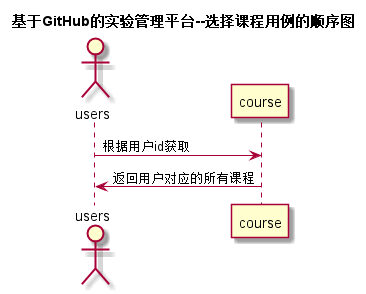 基于GitHub的实验管理平台--选择课程用例的顺序图
users
course
根据用户id获取
返回用户对应的所有课程
users
course